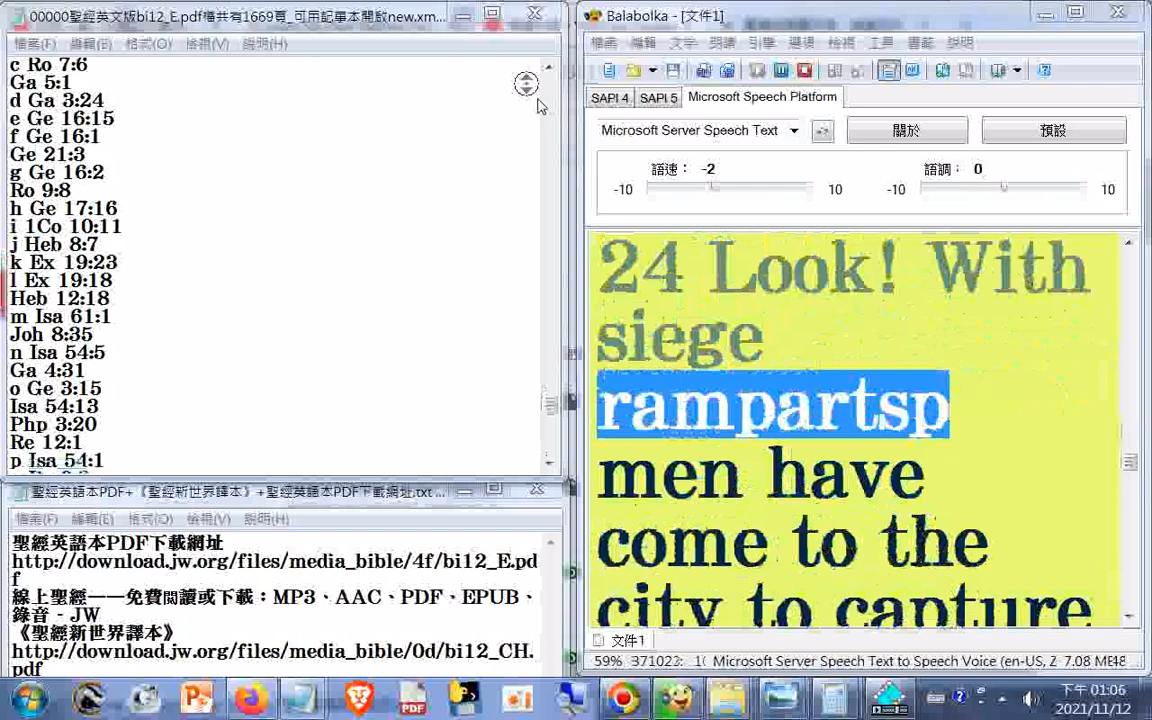 00000聖經英文版bi12_E.pdf檔共有1669頁_可用記事本開啟new.xm...
檔案(F) 編輯(E) 格式(O) 檢視(V) 說明(H)
c Ro 7:6
Ga 5:1
d Ga 3:24
e Ge 16:15
f Ge 16:1
Ge 21:3
g Ge 16:2
Ro 9:8
h Ge 17:16
i 1Co 10:11
j Heb 8:7
k Ex 19:23
l Ex 19:18
Heb 12:18
m Isa 61:1
Joh 8:35
n Isa 54:5
Ga 4:31
o Ge 3:15
Isa 54:13
Php 3:20
Re 12:1
p Isa 54:1
聖經英語本PDF+《聖經新世界譯本》+聖經英語本PDF下載網址.txt ...
檔案(F) 編輯(E) 格式(O) 檢視(V) 說明(H)
聖經英語本PDF下載網址
http://download.jw.org/files/media_bible/4f/bi12_E.pd
f
線上聖經——免費閱讀或下載：MP3、AAC、PDF、EPUB、
錄音 - JW
《聖經新世界譯本》
http://download.jw.org/files/media_bible/0d/bi12_CH.
pdf
Balabolka - [文件1]
檔案 編輯 文字 朗讀 引擎 選項 檢視 工具 書籤 說明
SAPI 4 SAPI 5 Microsoft Speech Platform
Microsoft Server Speech Text 關於 預設
語速： -2 語調： 0
-10 10 -10 10
24 Look! With
siege
rampartsp
men have
come to the
city to capture
文件1
59% 371022: Microsoft Server Speech Text to Speech Voice (en-US, Z 7.08 MB
PDF
下午 01:06
2021/11/12